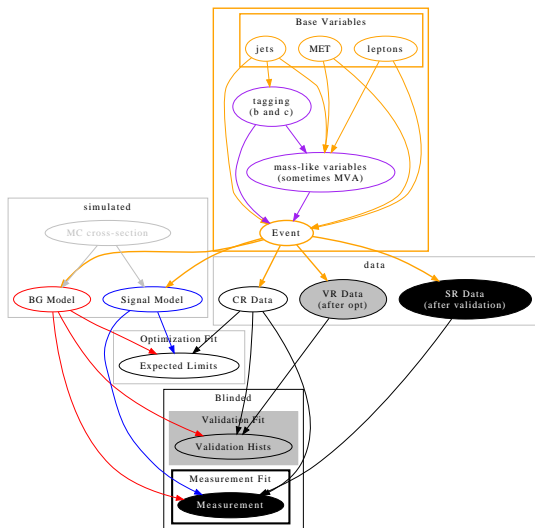 Base Variables
jets
MET
leptons
tagging
(b and c)
mass-like variables
(sometimes MVA)
simulated
MC cross-section
Event
data
BG Model
Signal Model
CR Data
VR Data
(after opt)
SR Data
(after validation)
Optimization Fit
Expected Limits
Blinded
Validation Fit
Validation Hists
Measurement Fit
Measurement